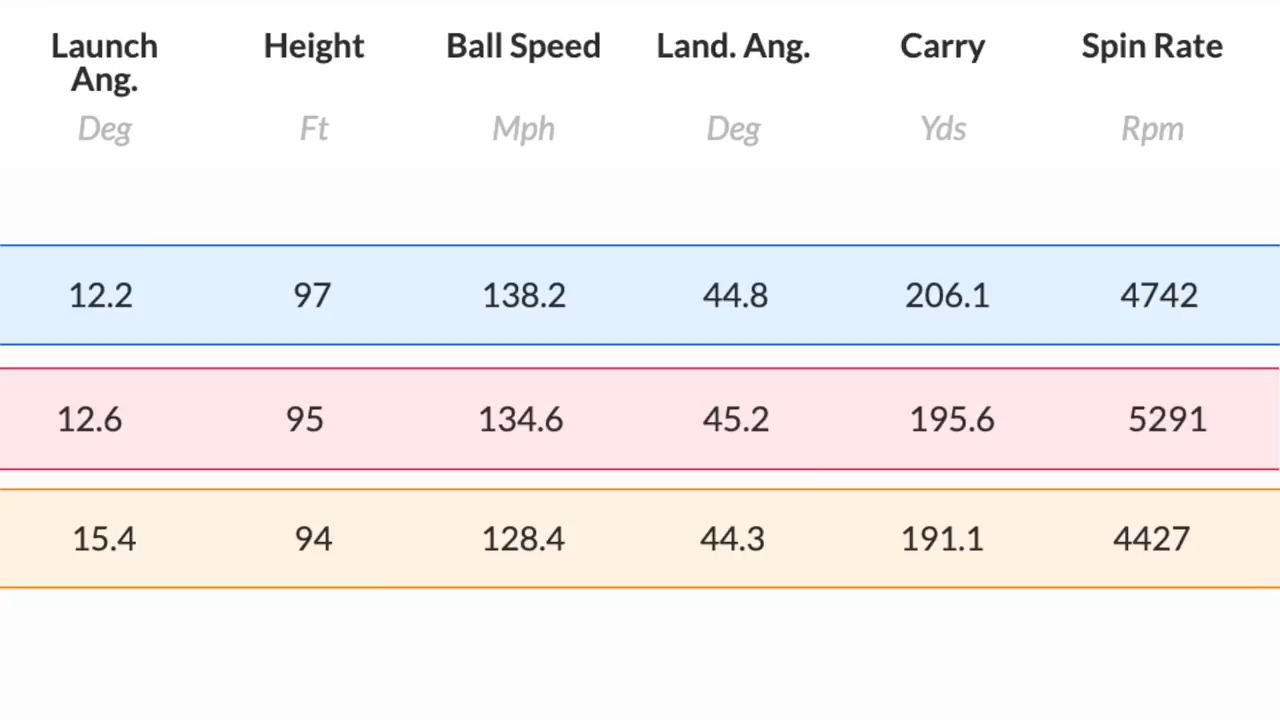 Launch Ang. Height Ball Speed Land. Ang. Carry Spin Rate
Deg Ft Mph Deg Yds Rpm
12.2 97 138.2 44.8 206.1 4742
12.6 95 134.6 45.2 195.6 5291
15.4 94 128.4 44.3 191.1 4427